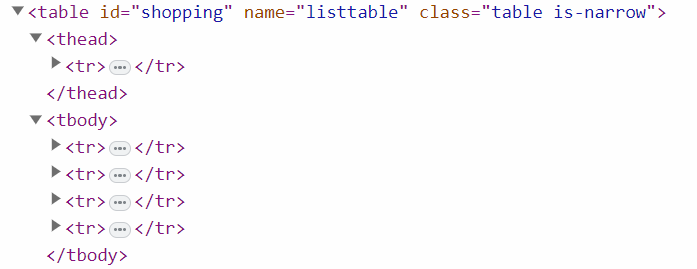 <table id="shopping" name="listtable" class="table is-narrow">
<thead>
<tr>···</tr>
</thead>
<tbody>
<tr>···</tr>
<tr>···</tr>
<tr>···</tr>
<tr>···</tr>
</tbody>